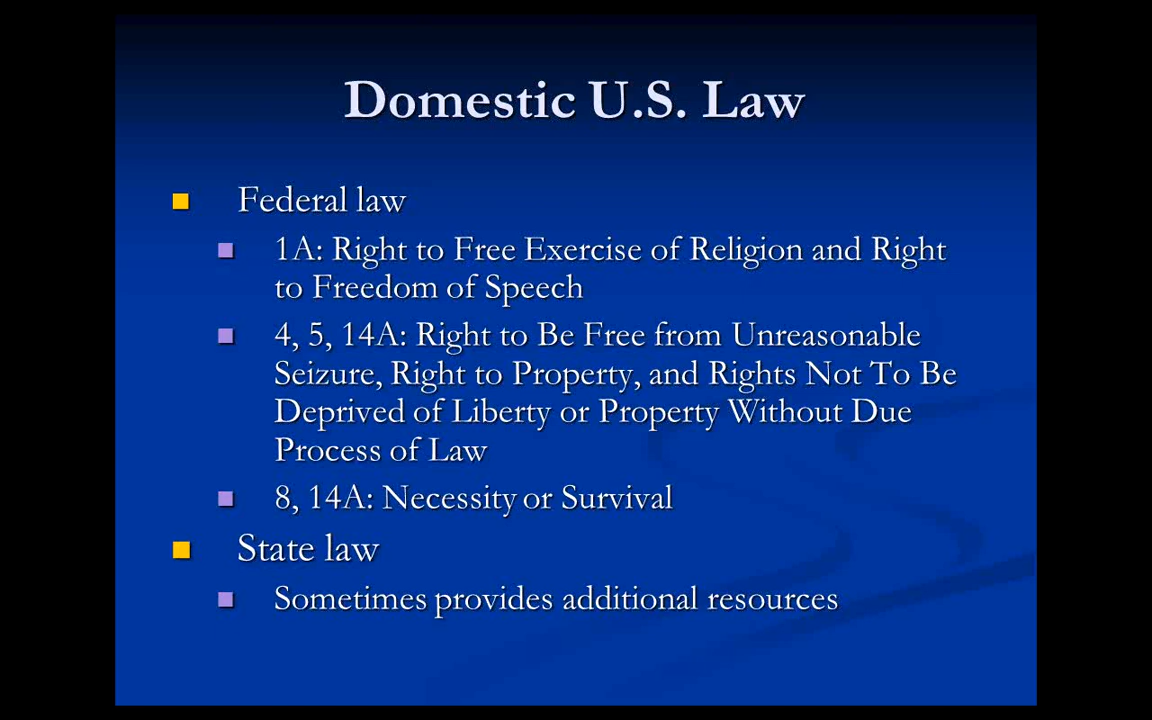 Domestic U.S. Law
Federal law
1A: Right to Free Exercise of Religion and Right
to Freedom of Speech
4, 5, 14A: Right to Be Free from Unreasonable
Seizure, Right to Property, and Rights Not To Be
Deprived of Liberty or Property Without Due
Process of Law
8, 14A: Necessity or Survival
State law
Sometimes provides additional resources